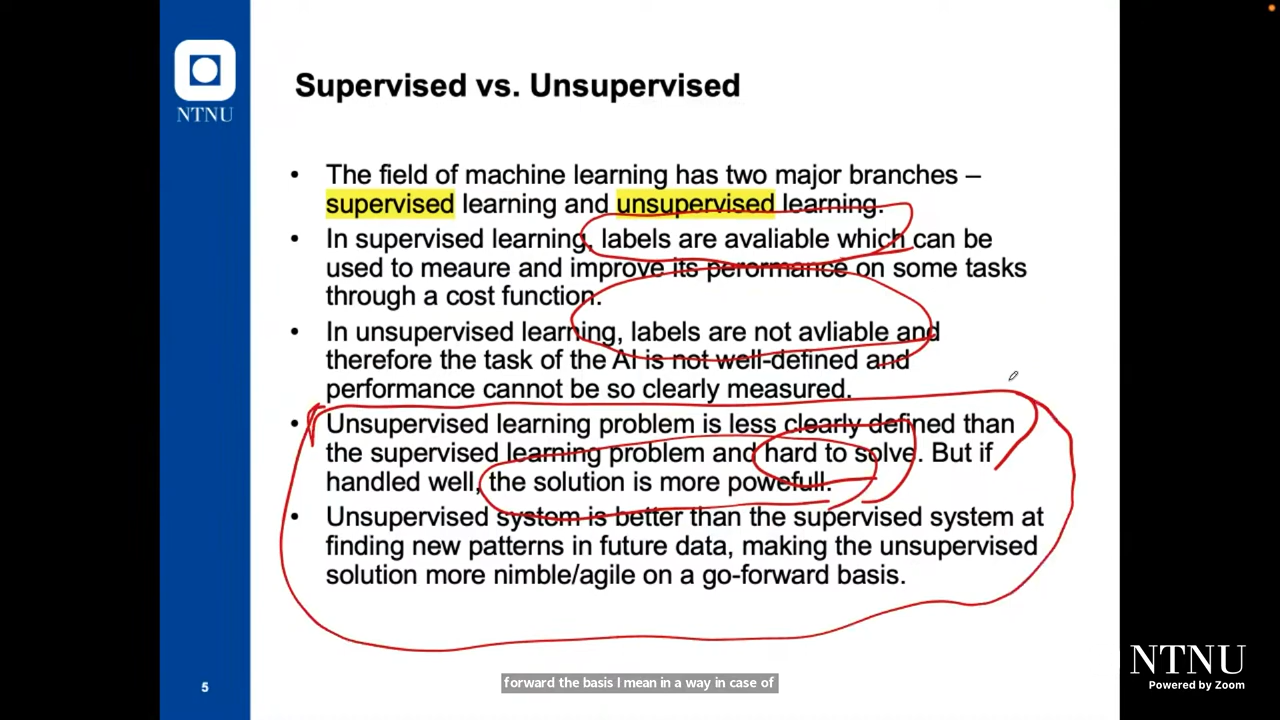 NTNU
Supervised vs. Unsupervised
• The field of machine learning has two major branches –
supervised learning and unsupervised learning.
• In supervised learning, labels are avaliable which can be
used to meaure and improve its perormance on some tasks
through a cost function.
• In unsupervised learning, labels are not avliable and
therefore the task of the AI is not well-defined and
performance cannot be so clearly measured.
• Unsupervised learning problem is less clearly defined than
the supervised learning problem and hard to solve. But if
handled well, the solution is more powefull.
• Unsupervised system is better than the supervised system at
finding new patterns in future data, making the unsupervised
solution more nimble/agile on a go-forward basis.
5
forward the basis I mean in a way in case of
NTNU
Powered by Zoom